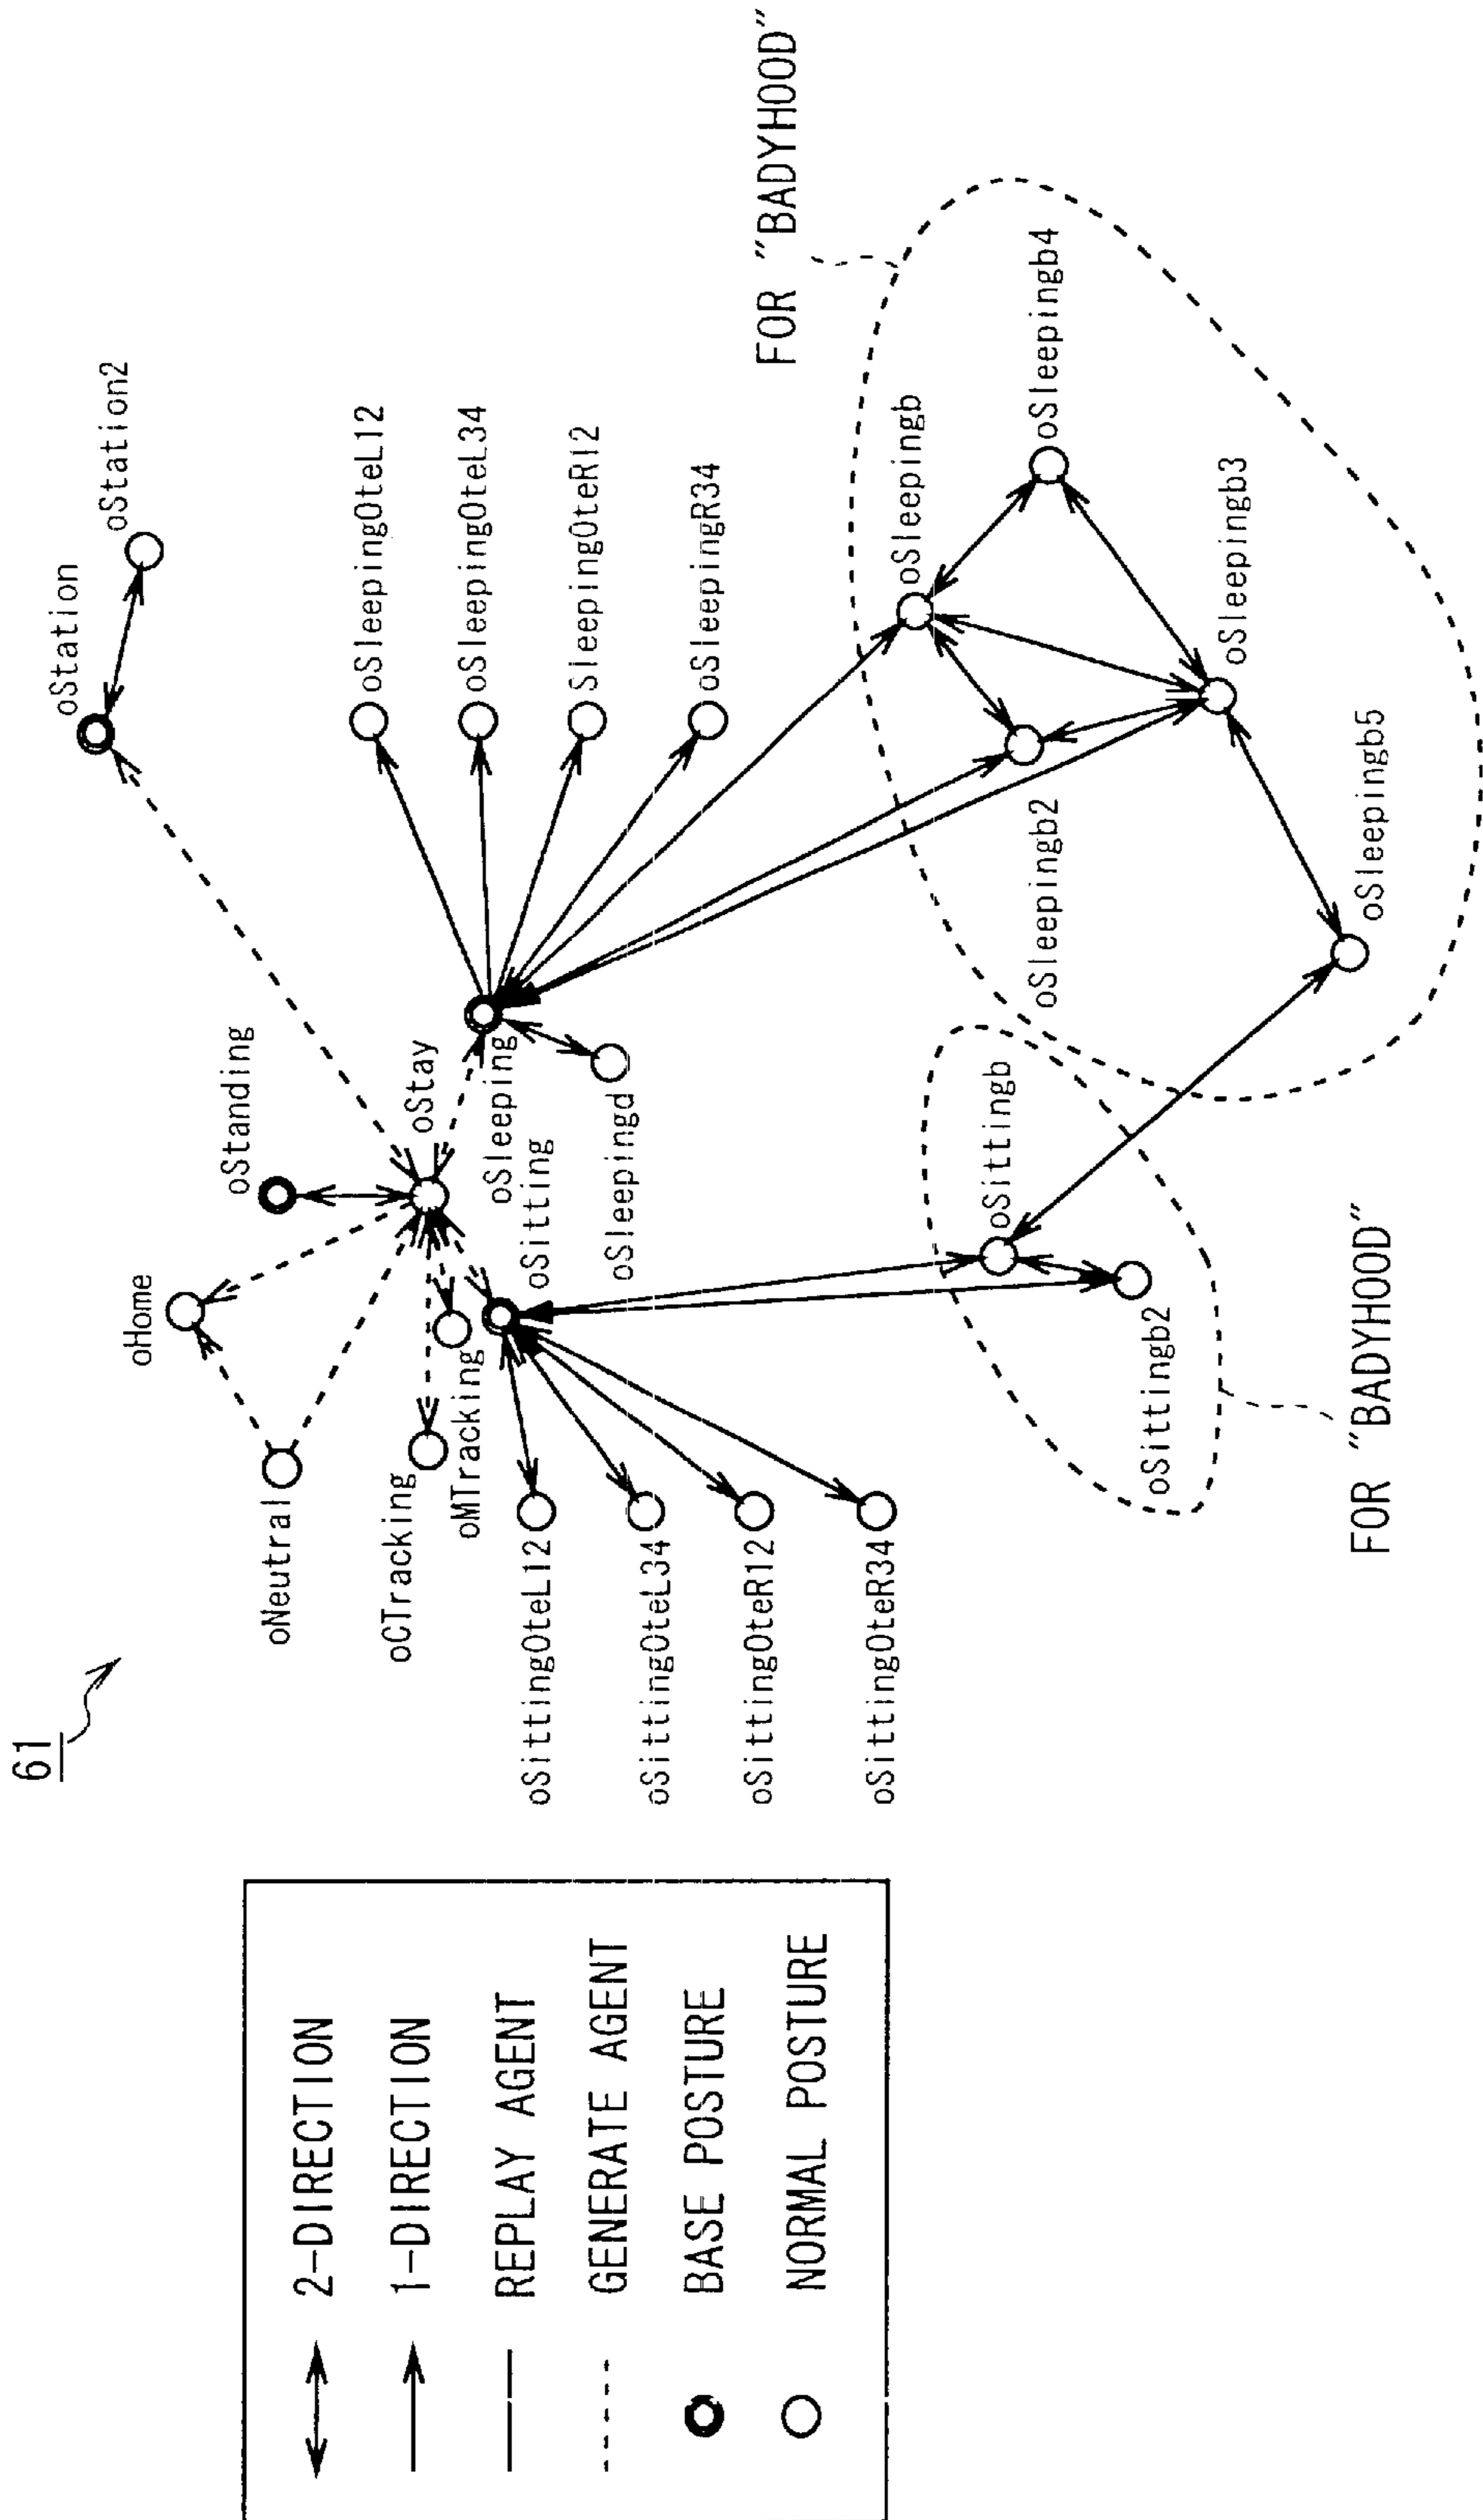 61
2-DIRECTION
1-DIRECTION
REPLAY AGENT
GENERATE AGENT
BASE POSTURE
NORMAL POSTURE
oStation
oStation2
oStanding
oHome
oNeutral
oStay
oCTracking
oMTracking
oSleeping
oSitting
oSleepingd
oSleepingOteL12
oSleepingOteL34
oSleepingOteR12
oSleepingR34
oSittingOteL12
oSittingOteL34
oSittingOteR12
oSittingOteR34
FOR "BADYHOOD"
oSleepingb
oSleepingb4
oSleepingb2
oSleepingb3
oSleepingb5
oSittingb
oSittingb2
FOR "BADYHOOD"